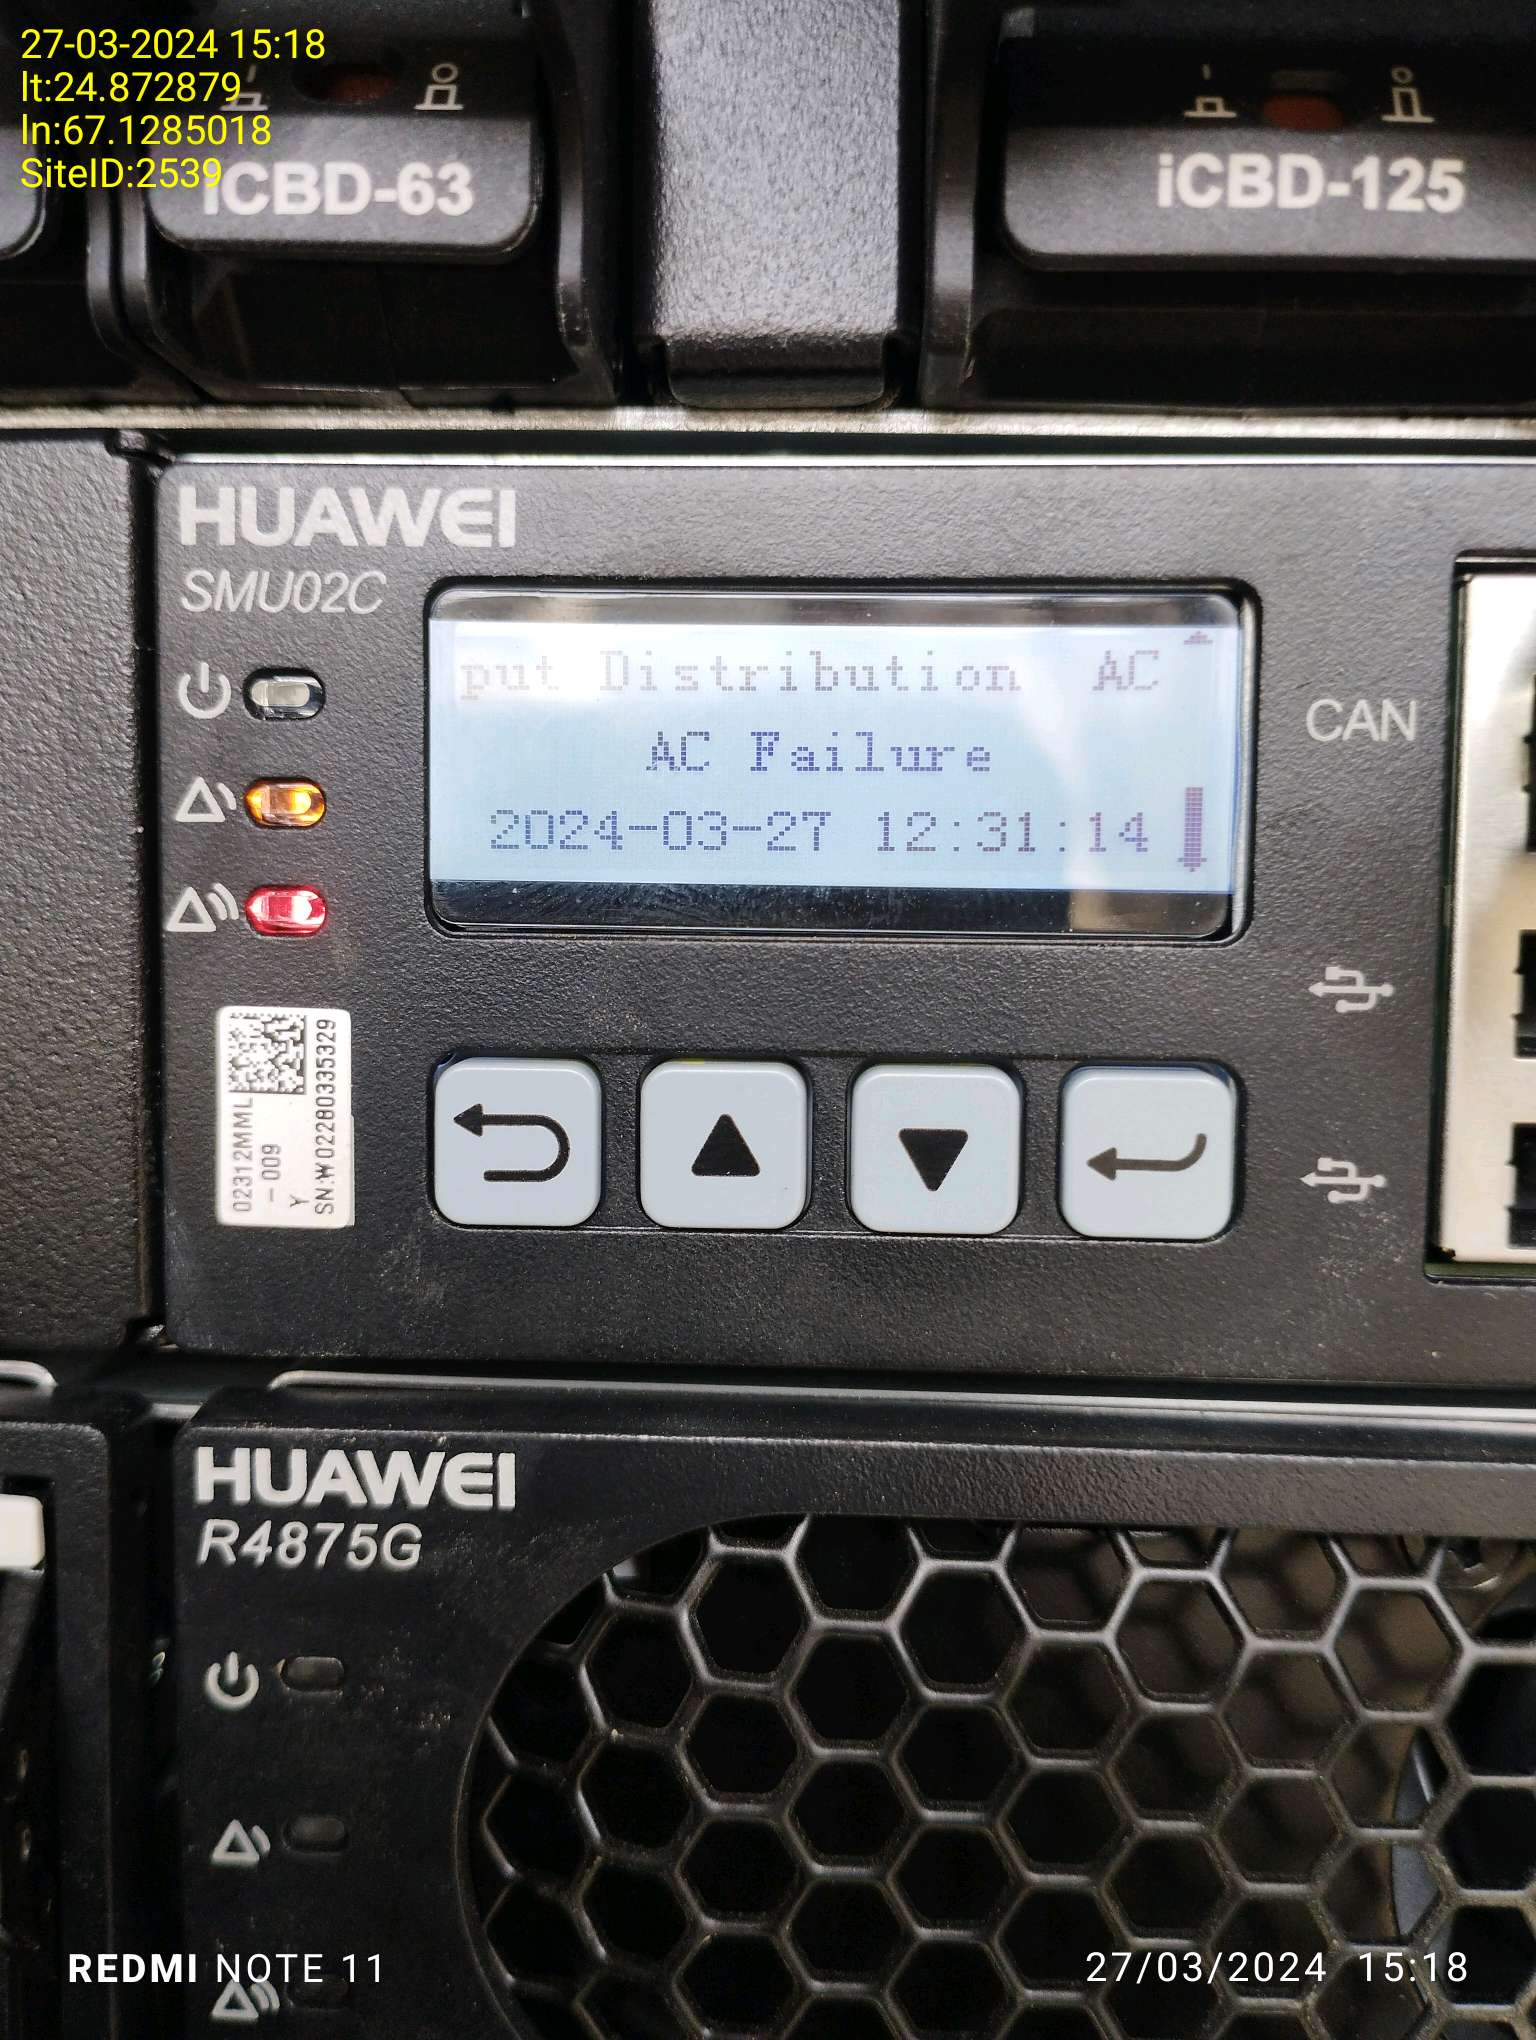 27-03-2024 15:18
lt:24.872879
ln:67.1285018
SiteID:2539
iCBD-63
iCBD-125
HUAWEI
SMU02C
put Distribution AC
AC Failure
2024-03-27 12:31:14
CAN
02312MML
-009
Y
SN:W02280335329
HUAWEI
R4875G
REDMI NOTE 11
27/03/2024 15:18